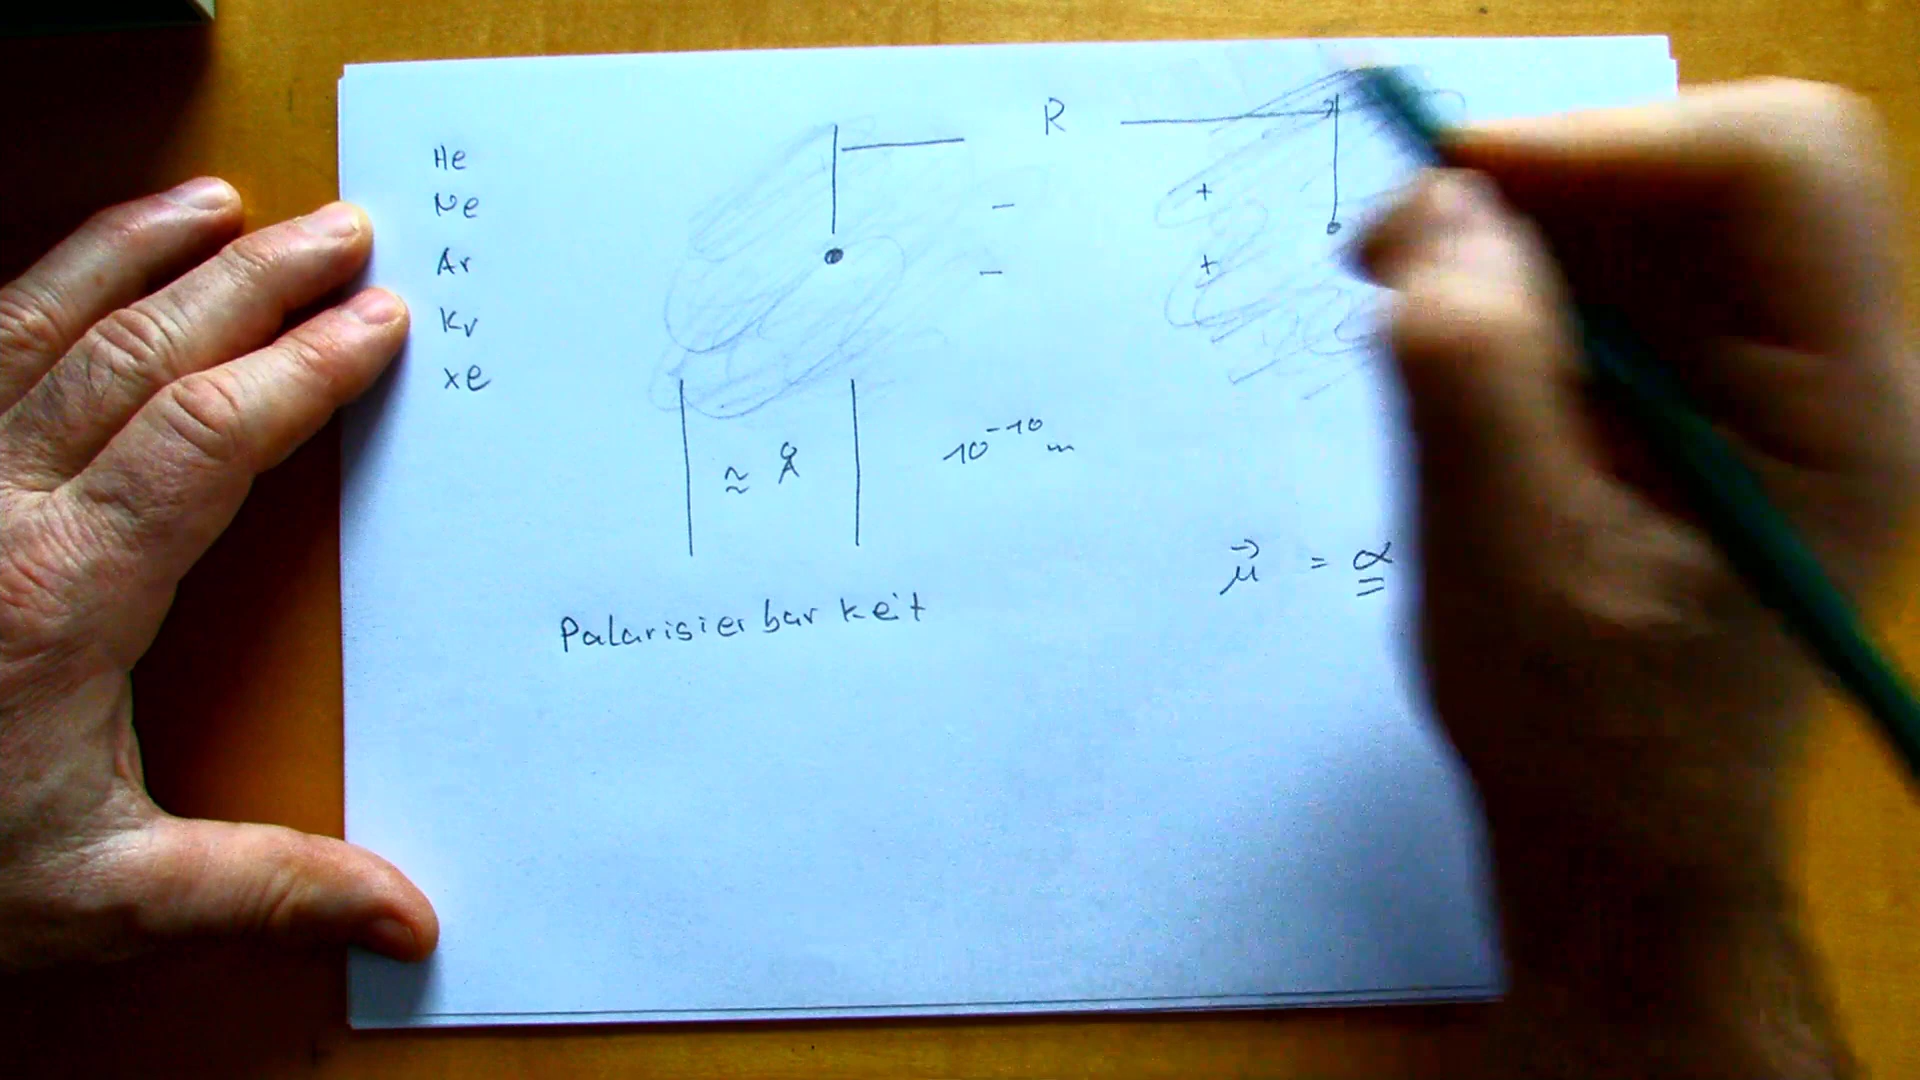 R
He
Ne
Ar
Kr
Xe
- +
- +
≈ Å 10⁻¹⁰ m
μ⃗ = α
Palarisierbarkeit